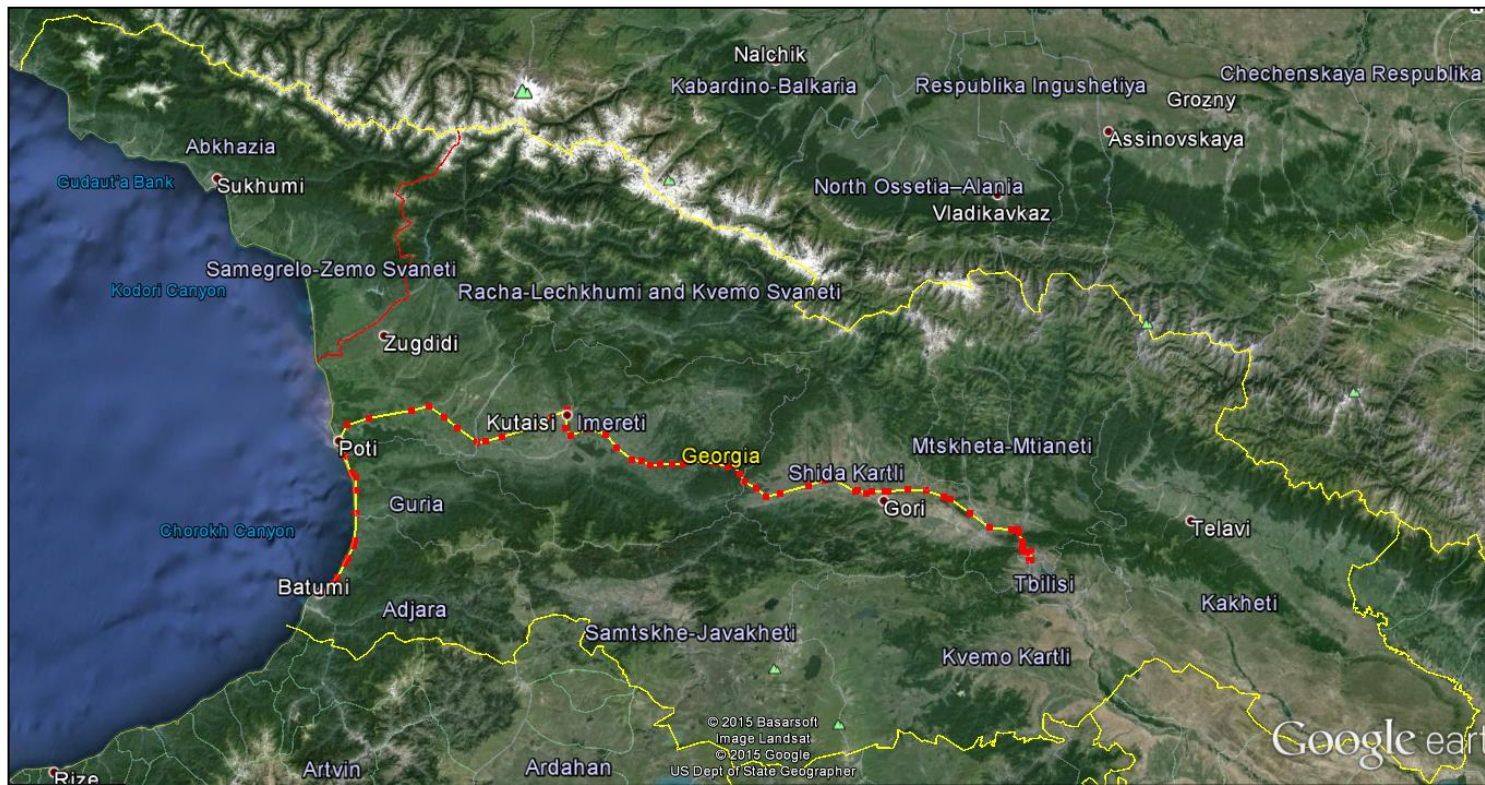 Nalchik
Kabardino-Balkaria
Respublika Ingushetiya
Chechenskaya Respublika
Grozny
Assinovskaya
Abkhazia
Gudaut'a Bank
Sukhumi
North Ossetia–Alania
Vladikavkaz
Samegrelo-Zemo Svaneti
Kodori Canyon
Racha-Lechkhumi and Kvemo Svaneti
Zugdidi
Kutaisi
Imereti
Poti
Georgia
Mtskheta-Mtianeti
Shida Kartli
Guria
Gori
Chorokh Canyon
Telavi
Batumi
Tbilisi
Adjara
Kakheti
Samtskhe-Javakheti
Kvemo Kartli
© 2015 Basarsoft
Image Landsat
© 2015 Google
US Dept of State Geographer
Google eart
Rize
Artvin
Ardahan